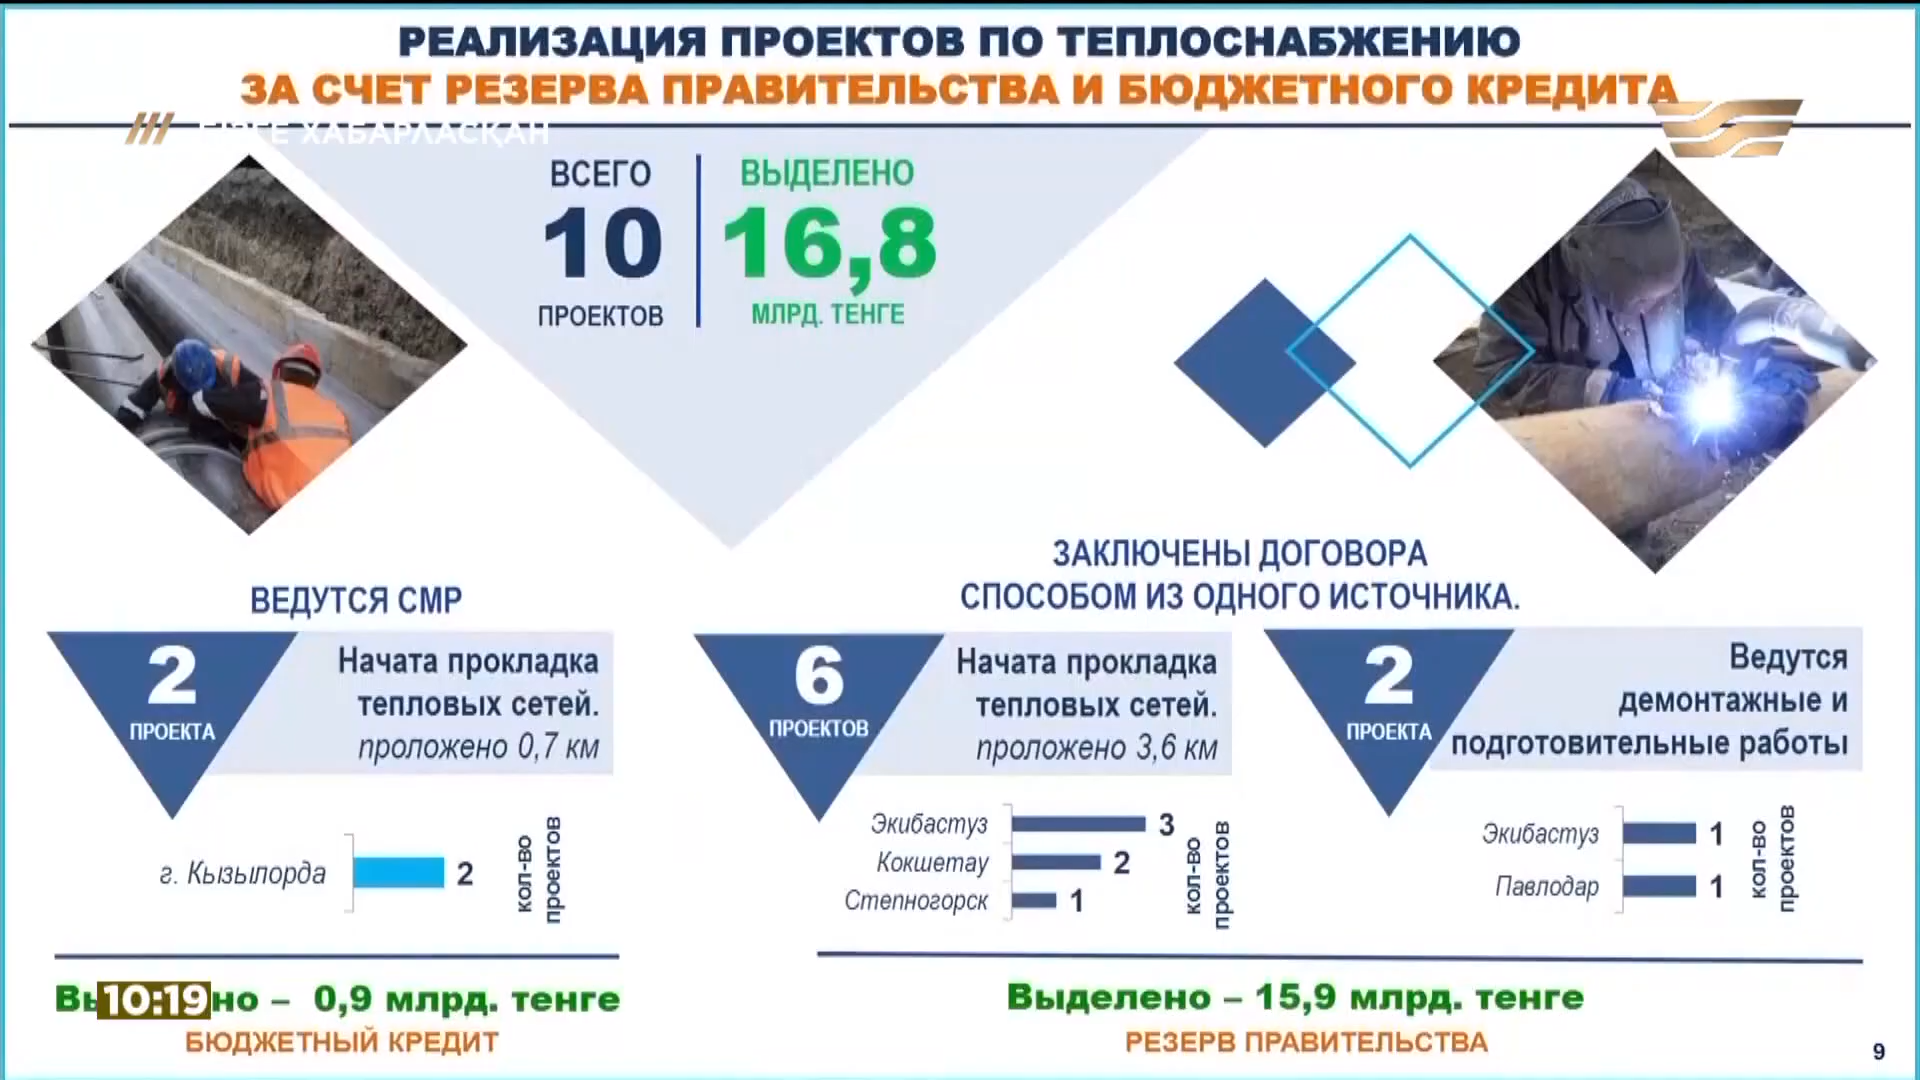 РЕАЛИЗАЦИЯ ПРОЕКТОВ ПО ТЕПЛОСНАБЖЕНИЮ
ЗА СЧЕТ РЕЗЕРВА ПРАВИТЕЛЬСТВА И БЮДЖЕТНОГО КРЕДИТА
ХАБАРЛАСҚАН
ВСЕГО
10
ПРОЕКТОВ
ВЫДЕЛЕНО
16,8
МЛРД. ТЕНГЕ
ВЕДУТСЯ СМР
2
ПРОЕКТА
Начата прокладка
тепловых сетей.
проложено 0,7 км
г. Кызылорда
2
кол-во
проектов
ЗАКЛЮЧЕНЫ ДОГОВОРА
СПОСОБОМ ИЗ ОДНОГО ИСТОЧНИКА.
6
ПРОЕКТОВ
Начата прокладка
тепловых сетей.
проложено 3,6 км
Экибастуз 3
Кокшетау 2
Степногорск 1
кол-во
проектов
2
ПРОЕКТА
Ведутся
демонтажные и
подготовительные работы
Экибастуз 1
Павлодар 1
кол-во
проектов
10:19
– 0,9 млрд. тенге
БЮДЖЕТНЫЙ КРЕДИТ
Выделено – 15,9 млрд. тенге
РЕЗЕРВ ПРАВИТЕЛЬСТВА
9